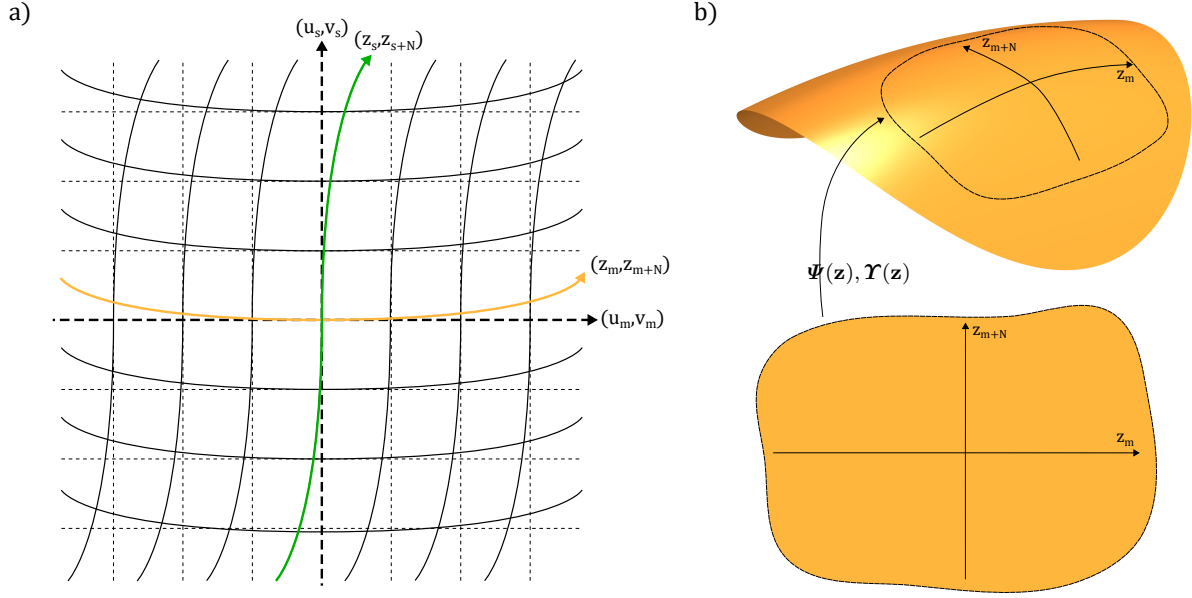 a)
(uₛ,vₛ)
(zₛ,zₛ₊N)
(zₘ,zₘ₊N)
(uₘ,vₘ)
b)
zₘ₊N
zₘ
Ψ(z), ϒ(z)
zₘ₊N
zₘ